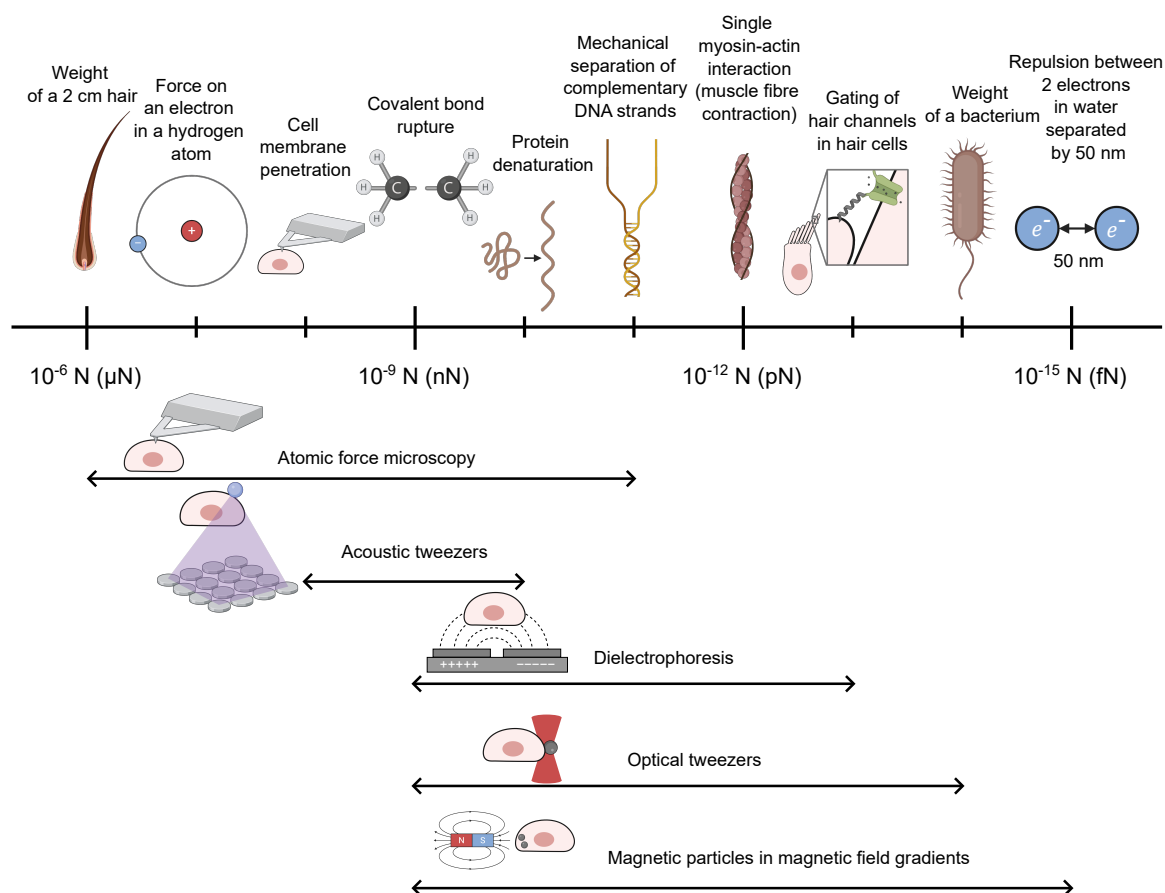 Weight
of a 2 cm hair
Force on
an electron
in a hydrogen
atom
−
+
Cell
membrane
penetration
Covalent bond
rupture
H
H
H
C
C
H
H
H
Protein
denaturation
Mechanical
separation of
complementary
DNA strands
Single
myosin-actin
interaction
(muscle fibre
contraction)
Gating of
hair channels
in hair cells
Weight
of a bacterium
Repulsion between
2 electrons
in water
separated
by 50 nm
e⁻
e⁻
50 nm
10⁻⁶ N (µN)
10⁻⁹ N (nN)
10⁻¹² N (pN)
10⁻¹⁵ N (fN)
Atomic force microscopy
Acoustic tweezers
+++++
−−−−−
Dielectrophoresis
Optical tweezers
N
S
Magnetic particles in magnetic field gradients